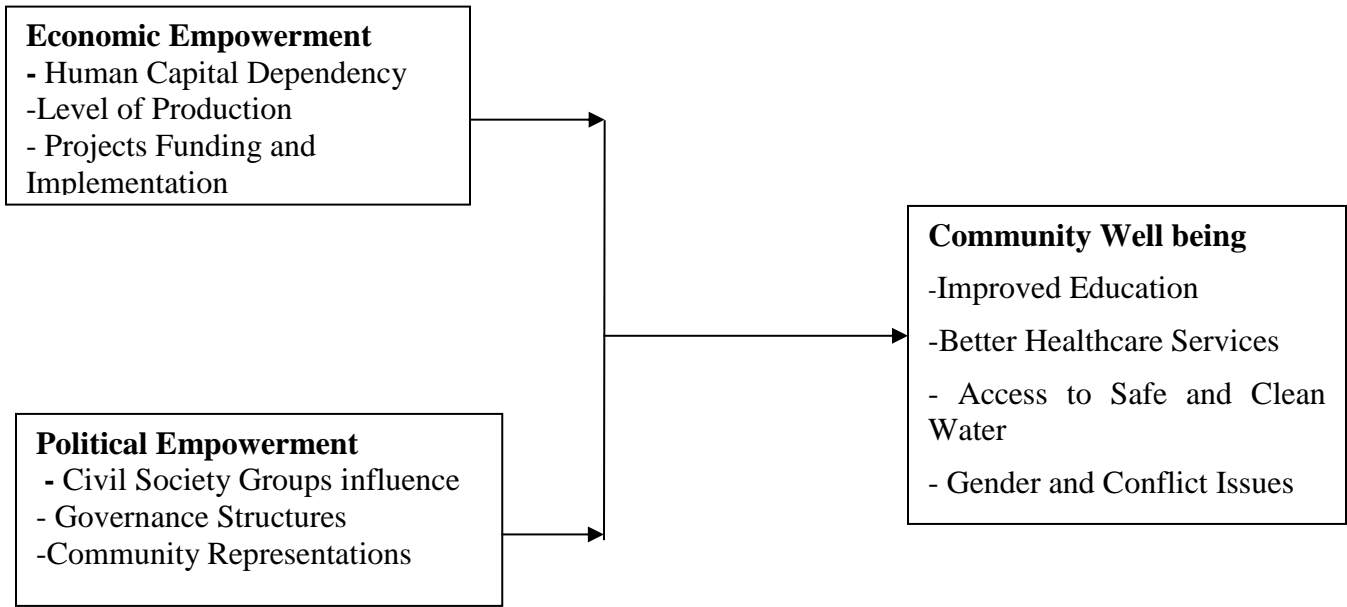 Economic Empowerment
- Human Capital Dependency
-Level of Production
- Projects Funding and
Implementation
Community Well being
-Improved Education
-Better Healthcare Services
- Access to Safe and Clean
Water
- Gender and Conflict Issues
Political Empowerment
- Civil Society Groups influence
- Governance Structures
-Community Representations